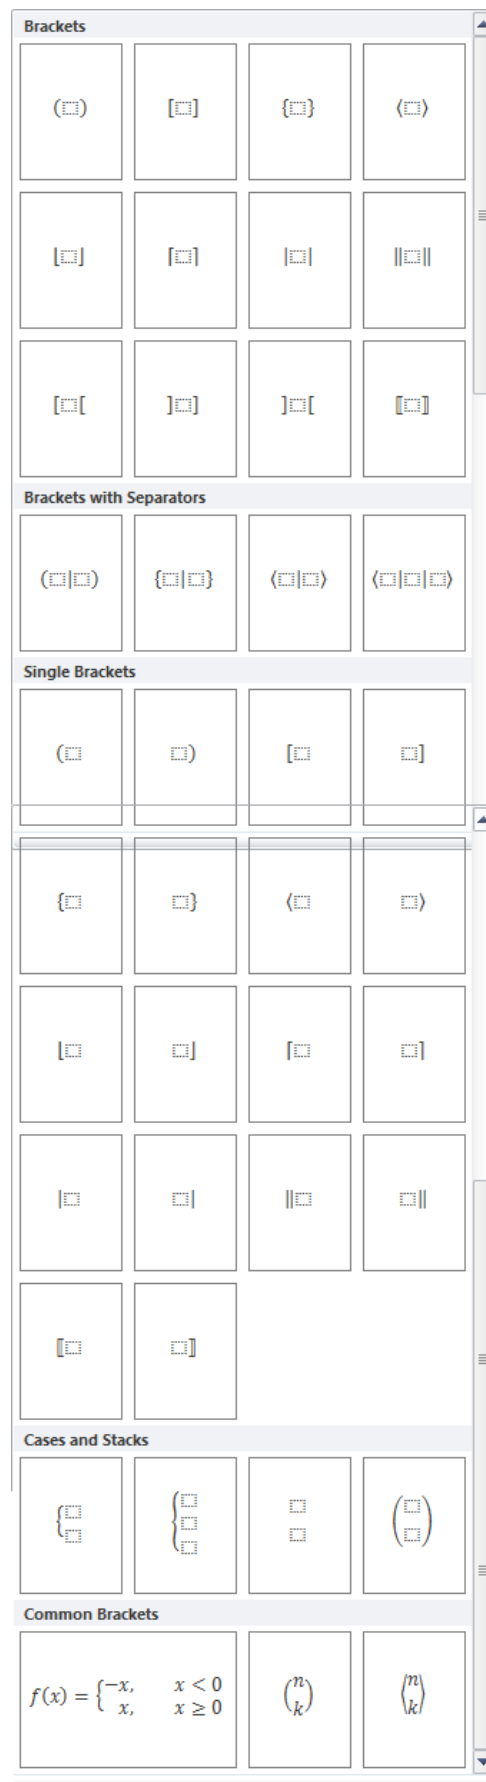 Brackets
(⬚) [⬚] {⬚} ⟨⬚⟩
⌊⬚⌋ ⌈⬚⌉ |⬚| ‖⬚‖
[⬚[ ]⬚] ]⬚[ ⟦⬚⟧
Brackets with Separators
(⬚|⬚) {⬚|⬚} ⟨⬚|⬚⟩ ⟨⬚|⬚|⬚⟩
Single Brackets
(⬚ ⬚) [⬚ ⬚]
{⬚ ⬚} ⟨⬚ ⬚⟩
⌊⬚ ⬚⌋ ⌈⬚ ⬚⌉
|⬚ ⬚| ‖⬚ ⬚‖
⟦⬚ ⬚⟧
Cases and Stacks
{⬚ ⬚ {⬚ ⬚ ⬚ ⬚ ⬚ (⬚ ⬚)
Common Brackets
f(x) = { −x, x < 0
x, x ≥ 0
(n k) ⟨n k⟩